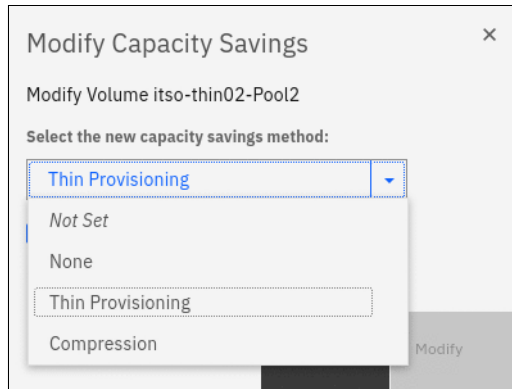 Modify Capacity Savings
Modify Volume itso-thin02-Pool2
Select the new capacity savings method:
Thin Provisioning
Not Set
None
Thin Provisioning
Compression
Modify